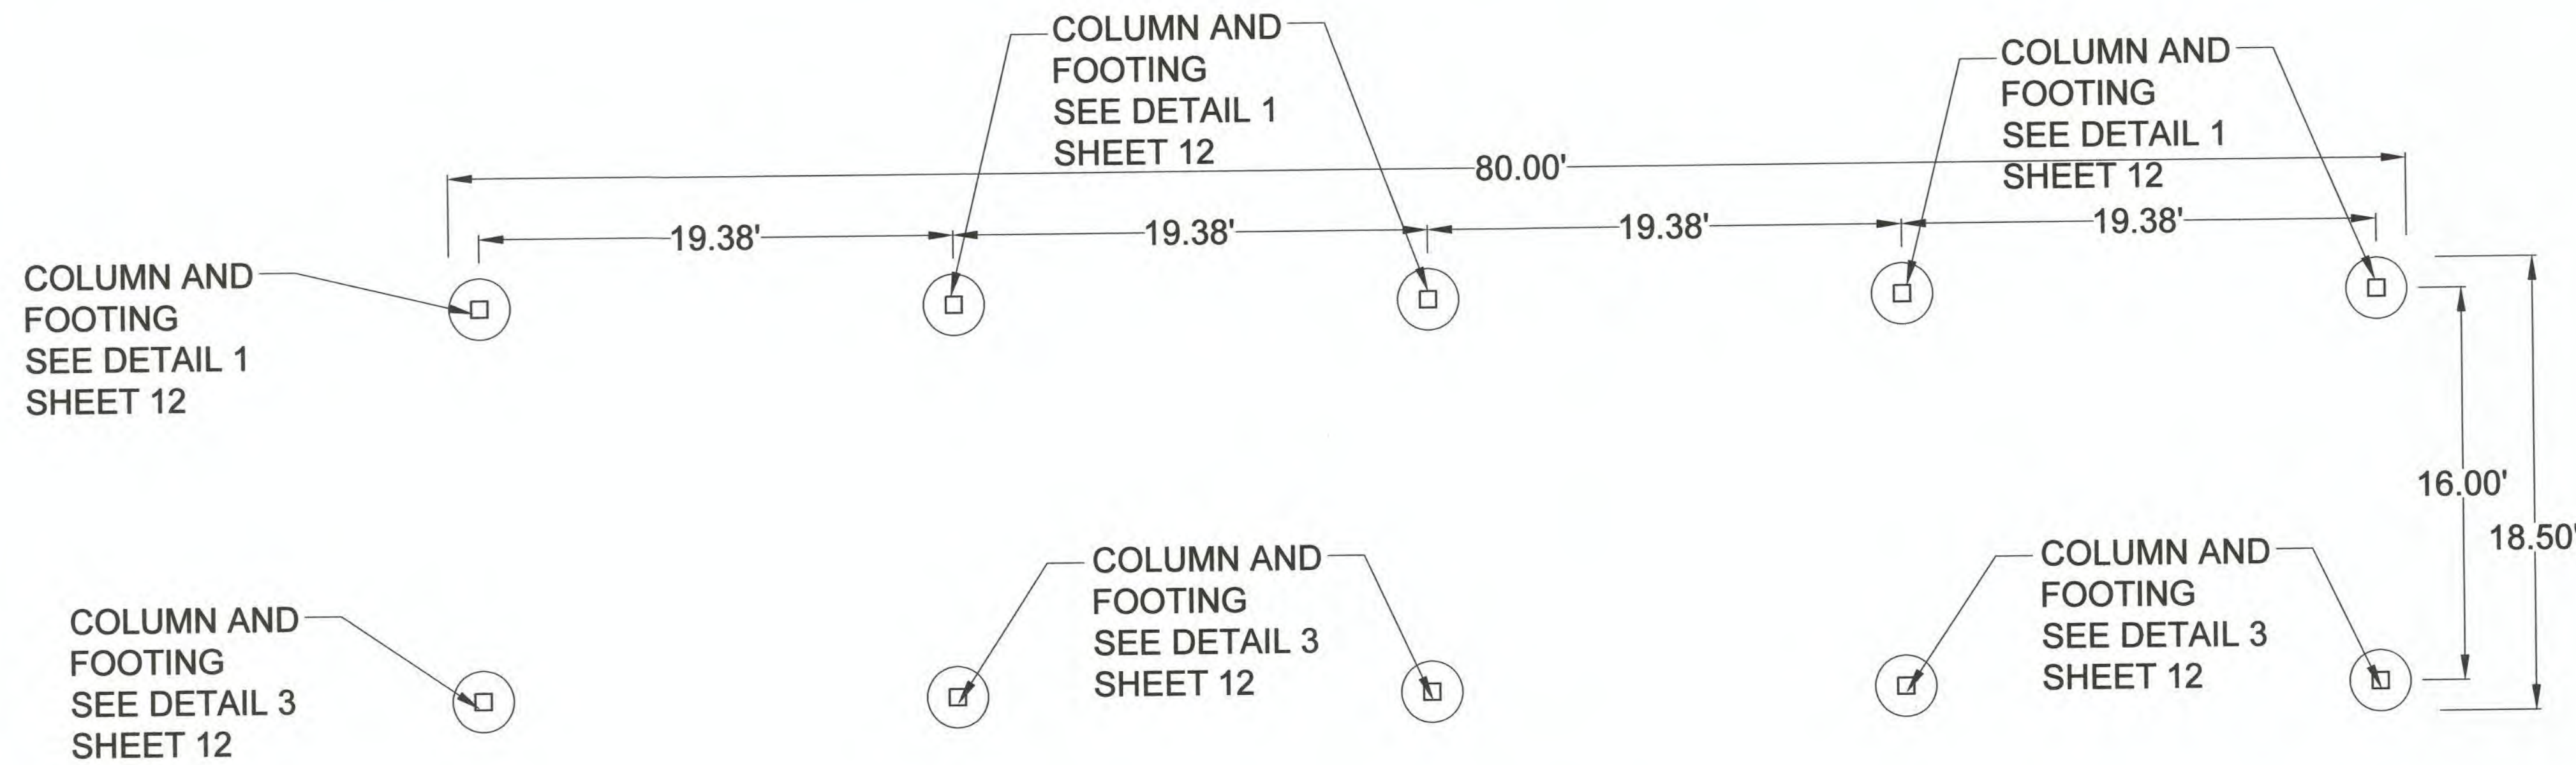 COLUMN AND
FOOTING
SEE DETAIL 1
SHEET 12
COLUMN AND
FOOTING
SEE DETAIL 1
SHEET 12
80.00'
19.38'
19.38'
19.38'
19.38'
COLUMN AND
FOOTING
SEE DETAIL 1
SHEET 12
16.00'
18.50'
COLUMN AND
FOOTING
SEE DETAIL 3
SHEET 12
COLUMN AND
FOOTING
SEE DETAIL 3
SHEET 12
COLUMN AND
FOOTING
SEE DETAIL 3
SHEET 12